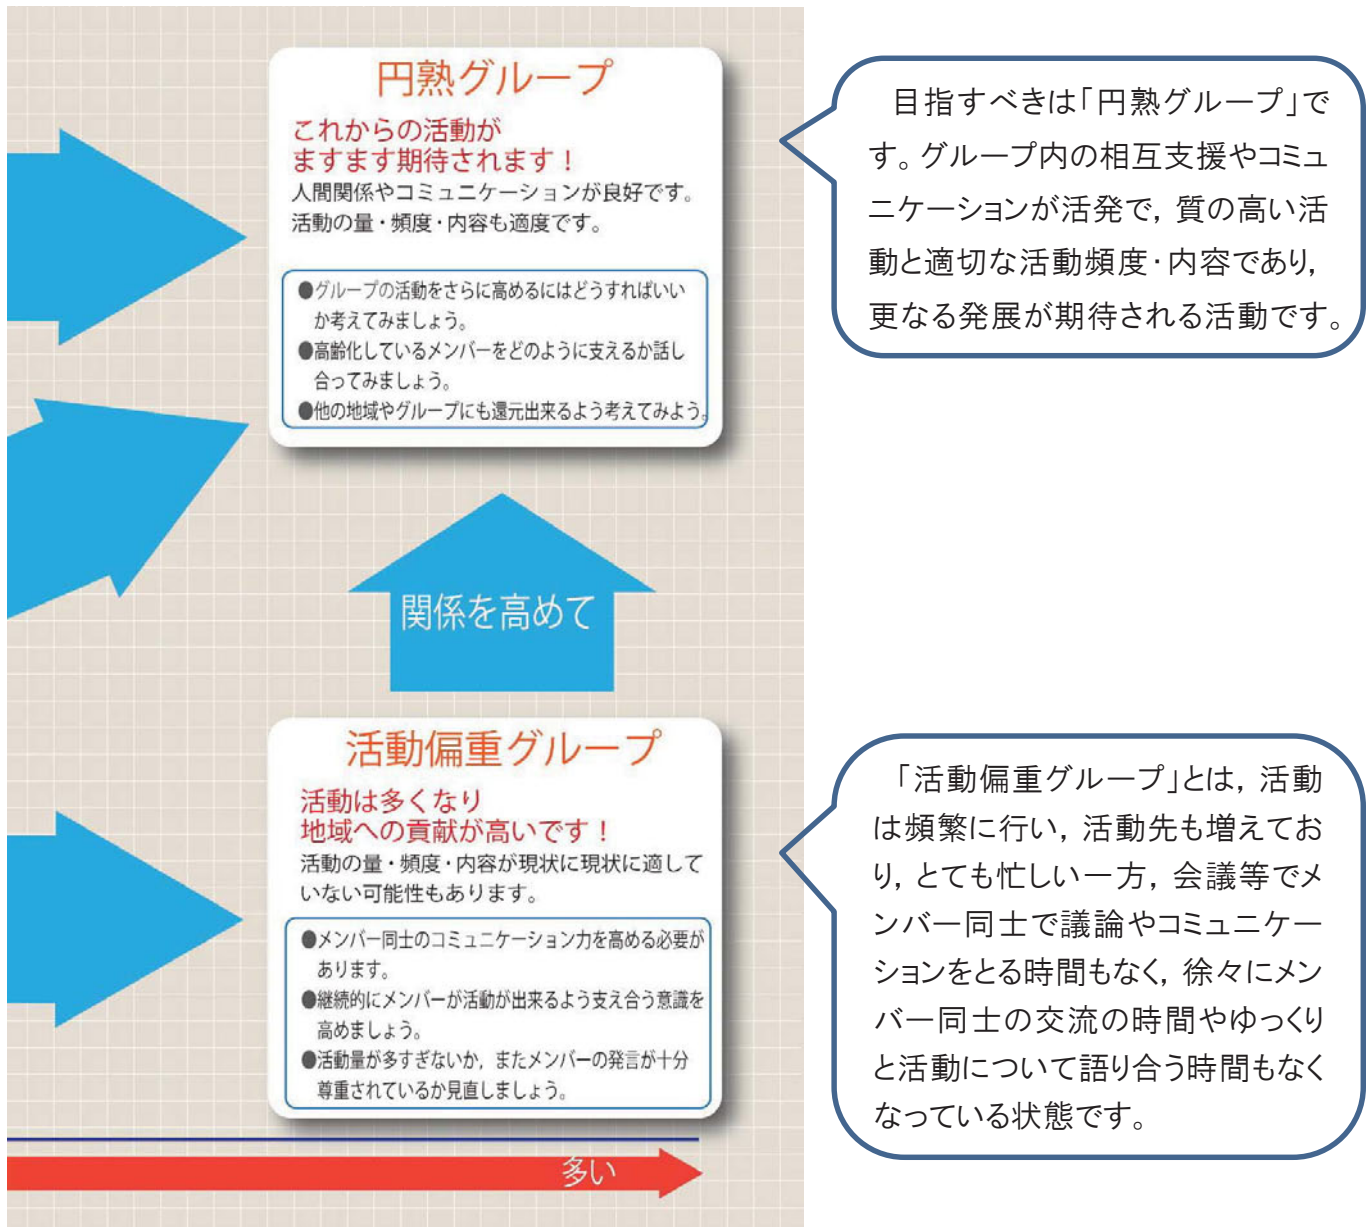 円熟グループ
これからの活動が
ますます期待されます！
人間関係やコミュニケーションが良好です。
活動の量・頻度・内容も適度です。
●グループの活動をさらに高めるにはどうすればいい
か考えてみましょう。
●高齢化しているメンバーをどのように支えるか話し
合ってみましょう。
●他の地域やグループにも還元出来るよう考えてみよう。
目指すべきは「円熟グループ」で
す。グループ内の相互支援やコミュ
ニケーションが活発で，質の高い活
動と適切な活動頻度・内容であり，
更なる発展が期待される活動です。
関係を高めて
活動偏重グループ
活動は多くなり
地域への貢献が高いです！
活動の量・頻度・内容が現状に現状に適して
いない可能性もあります。
●メンバー同士のコミュニケーション力を高める必要が
あります。
●継続的にメンバーが活動が出来るよう支え合う意識を
高めましょう。
●活動量が多すぎないか，またメンバーの発言が十分
尊重されているか見直しましょう。
「活動偏重グループ」とは，活動
は頻繁に行い，活動先も増えてお
り，とても忙しい一方，会議等でメ
ンバー同士で議論やコミュニケー
ションをとる時間もなく，徐々にメン
バー同士の交流の時間やゆっくり
と活動について語り合う時間もなく
なっている状態です。
多い